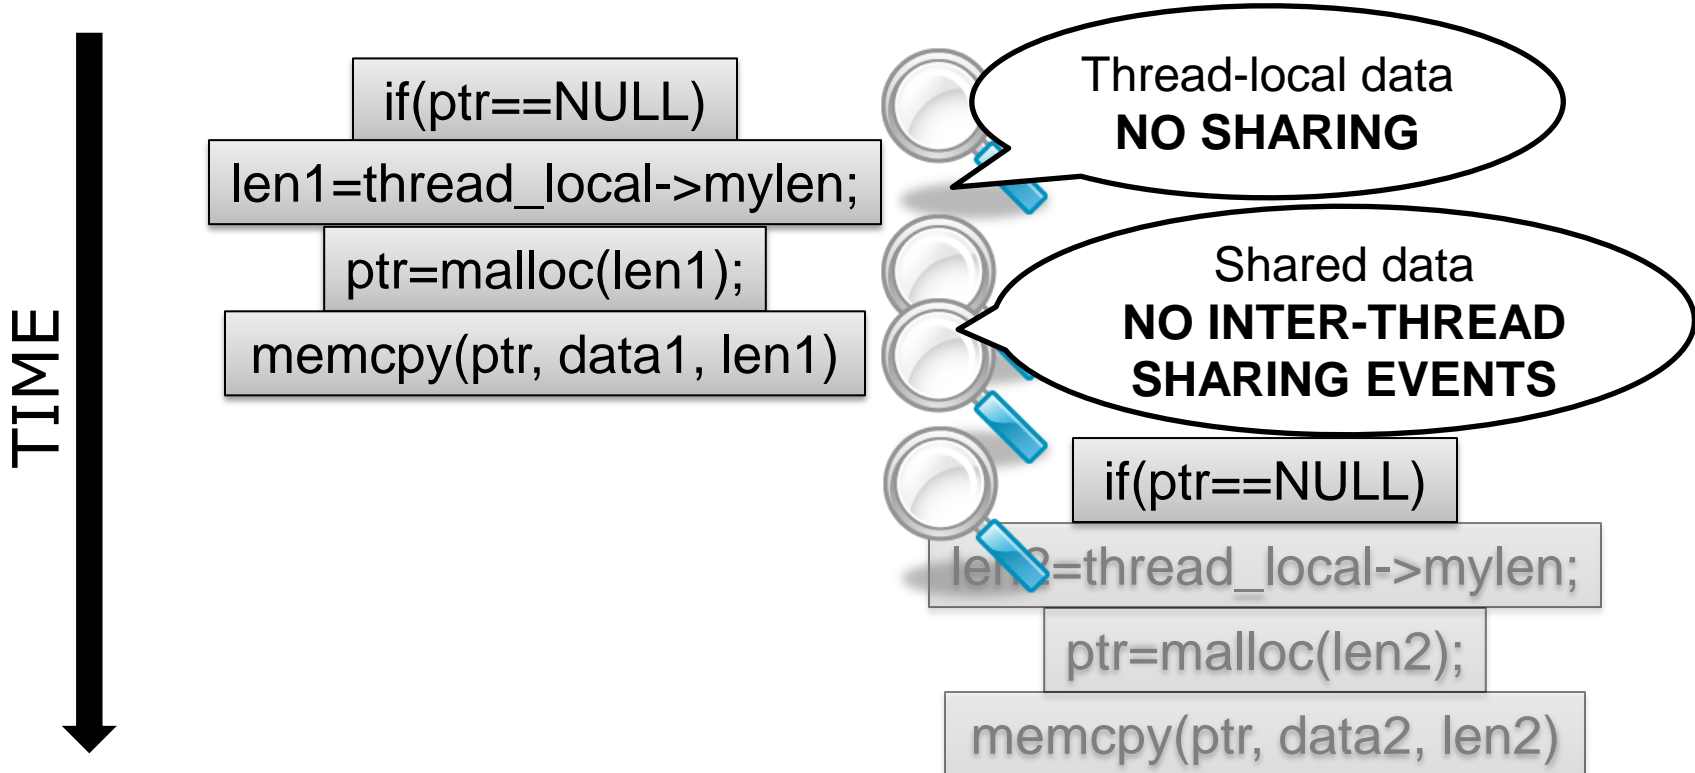 TIME
if(ptr==NULL)
len1=thread_local->mylen;
ptr=malloc(len1);
memcpy(ptr, data1, len1)
Thread-local data
NO SHARING
Shared data
NO INTER-THREAD
SHARING EVENTS
if(ptr==NULL)
len2=thread_local->mylen;
ptr=malloc(len2);
memcpy(ptr, data2, len2)